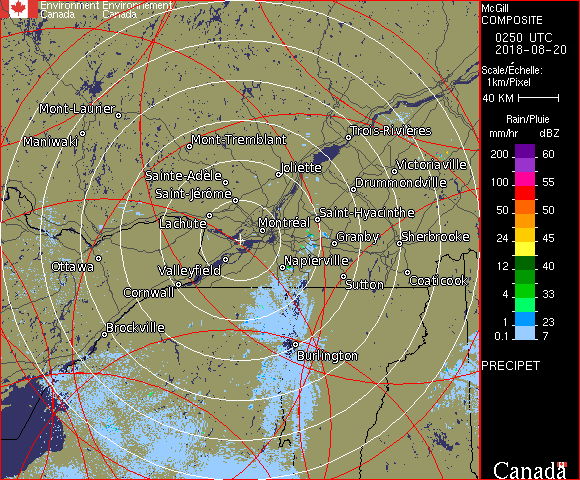 Environment Environnement
Canada Canada
McGill
COMPOSITE
0250 UTC
2018-08-20
Scale/Échelle:
1km/Pixel
40 KM
Rain/Pluie
mm/hr dBZ
200 60
100 55
50 50
24 45
12 40
4 33
1 23
0.1 7
PRECIPET
Canada
Mont-Laurier
Maniwaki
Mont-Tremblant
Trois-Rivières
Joliette
Victoriaville
Sainte-Adèle
Drummondville
Saint-Jérôme
Lachute
Montréal
Saint-Hyacinthe
Granby
Sherbrooke
Ottawa
Valleyfield
Napierville
Sutton
Coaticook
Cornwall
Brockville
Burlington